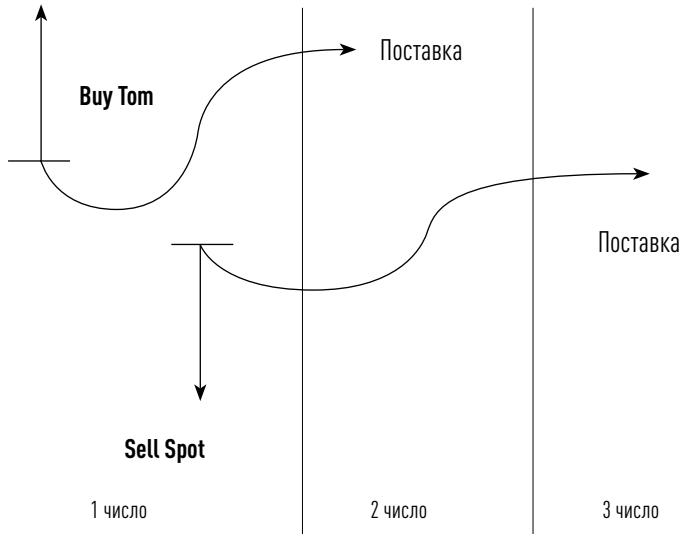 Поставка
Buy Tom
Поставка
Sell Spot
1 число
2 число
3 число